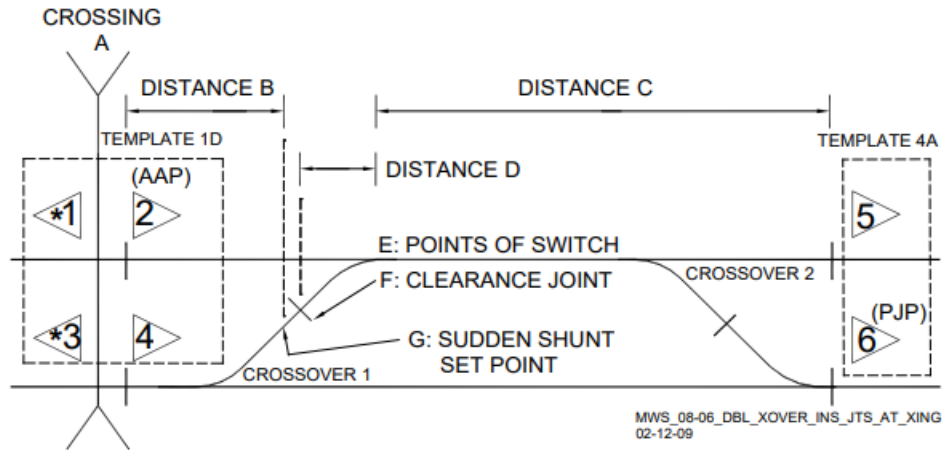 CROSSING
A
DISTANCE B
DISTANCE C
TEMPLATE 1D
TEMPLATE 4A
(AAP)
DISTANCE D
*1
2
5
E: POINTS OF SWITCH
CROSSOVER 2
F: CLEARANCE JOINT
(PJP)
*3
4
6
G: SUDDEN SHUNT
SET POINT
CROSSOVER 1
MWS_08-06_DBL_XOVER_INS_JTS_AT_XING
02-12-09